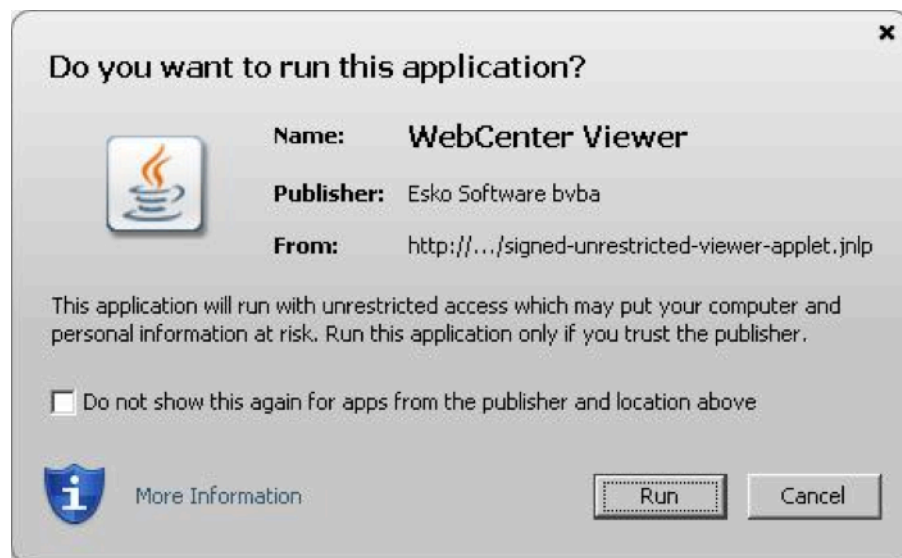 Do you want to run this application?
Name: WebCenter Viewer
Publisher: Esko Software bvba
From: http://.../signed-unrestricted-viewer-applet.jnlp
This application will run with unrestricted access which may put your computer and
personal information at risk. Run this application only if you trust the publisher.
Do not show this again for apps from the publisher and location above
More Information
Run Cancel